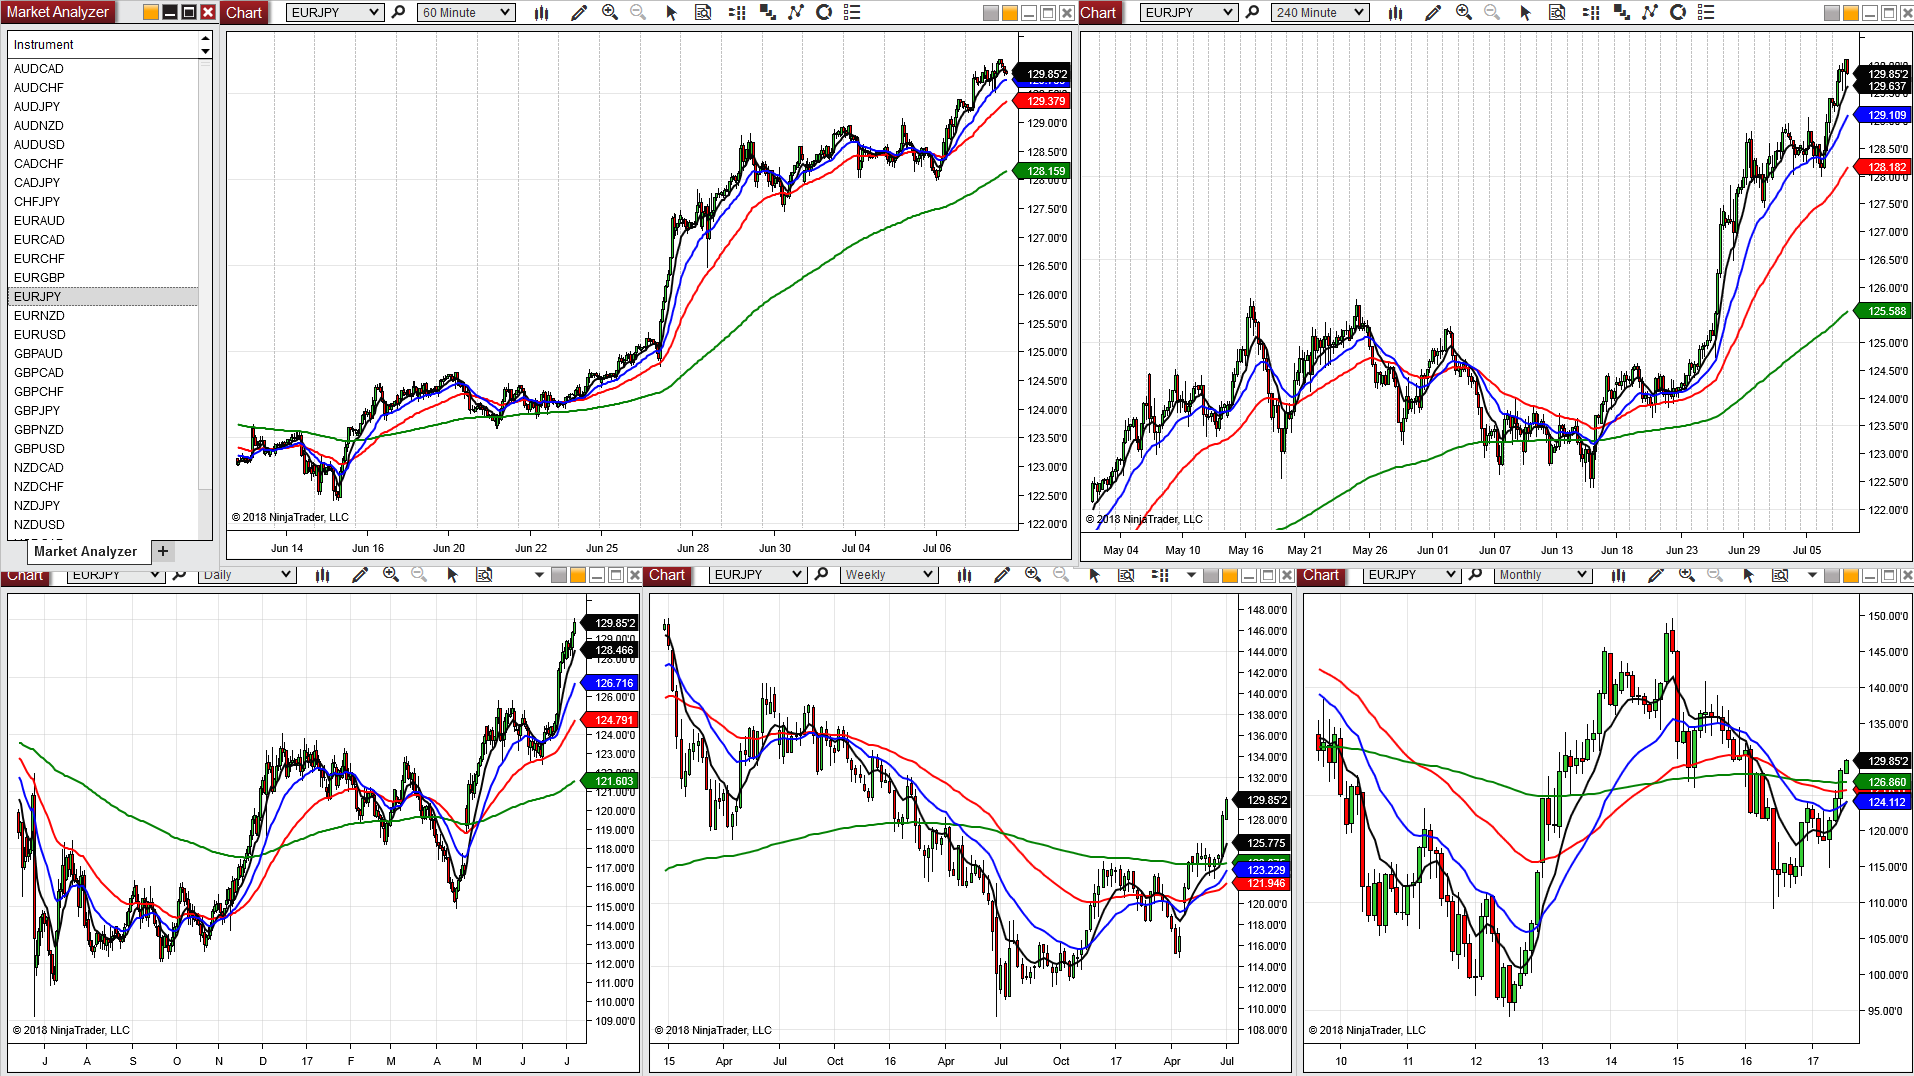 Market Analyzer
Instrument
AUDCAD
AUDCHF
AUDJPY
AUDNZD
AUDUSD
CADCHF
CADJPY
CHFJPY
EURAUD
EURCAD
EURCHF
EURGBP
EURJPY
EURNZD
EURUSD
GBPAUD
GBPCAD
GBPCHF
GBPJPY
GBPNZD
GBPUSD
NZDCAD
NZDCHF
NZDJPY
NZDUSD
Market Analyzer +
Chart EURJPY 60 Minute
129.85'2
129.379
129.00'0
128.50'0
128.159
128.00'0
127.50'0
127.00'0
126.50'0
126.00'0
125.50'0
125.00'0
124.50'0
124.00'0
123.50'0
123.00'0
122.50'0
122.00'0
© 2018 NinjaTrader, LLC
Jun 14 Jun 16 Jun 20 Jun 22 Jun 25 Jun 28 Jun 30 Jul 04 Jul 06
Chart EURJPY 240 Minute
129.85'2
129.637
129.109
128.50'0
128.182
128.00'0
127.50'0
127.00'0
126.50'0
126.00'0
125.588
125.00'0
124.50'0
124.00'0
123.50'0
123.00'0
122.50'0
122.00'0
© 2018 NinjaTrader, LLC
May 04 May 10 May 16 May 21 May 26 Jun 01 Jun 07 Jun 13 Jun 18 Jun 23 Jun 29 Jul 05
Chart EURJPY Daily
129.85'2
129.00'0
128.466
128.00'0
126.716
126.00'0
124.791
124.00'0
123.00'0
122.00'0
121.603
121.00'0
120.00'0
119.00'0
118.00'0
117.00'0
116.00'0
115.00'0
114.00'0
113.00'0
112.00'0
111.00'0
110.00'0
109.00'0
© 2018 NinjaTrader, LLC
J A S O N D 17 F M A M J J
Chart EURJPY Weekly
148.00'0
146.00'0
144.00'0
142.00'0
140.00'0
138.00'0
136.00'0
134.00'0
132.00'0
129.85'2
128.00'0
125.775
123.229
121.946
120.00'0
118.00'0
116.00'0
114.00'0
112.00'0
110.00'0
108.00'0
© 2018 NinjaTrader, LLC
15 Apr Jul Oct 16 Apr Jul Oct 17 Apr Jul
Chart EURJPY Monthly
150.00'0
145.00'0
140.00'0
135.00'0
129.85'2
126.860
124.112
120.00'0
115.00'0
110.00'0
105.00'0
100.00'0
95.00'0
© 2018 NinjaTrader, LLC
10 11 12 13 14 15 16 17